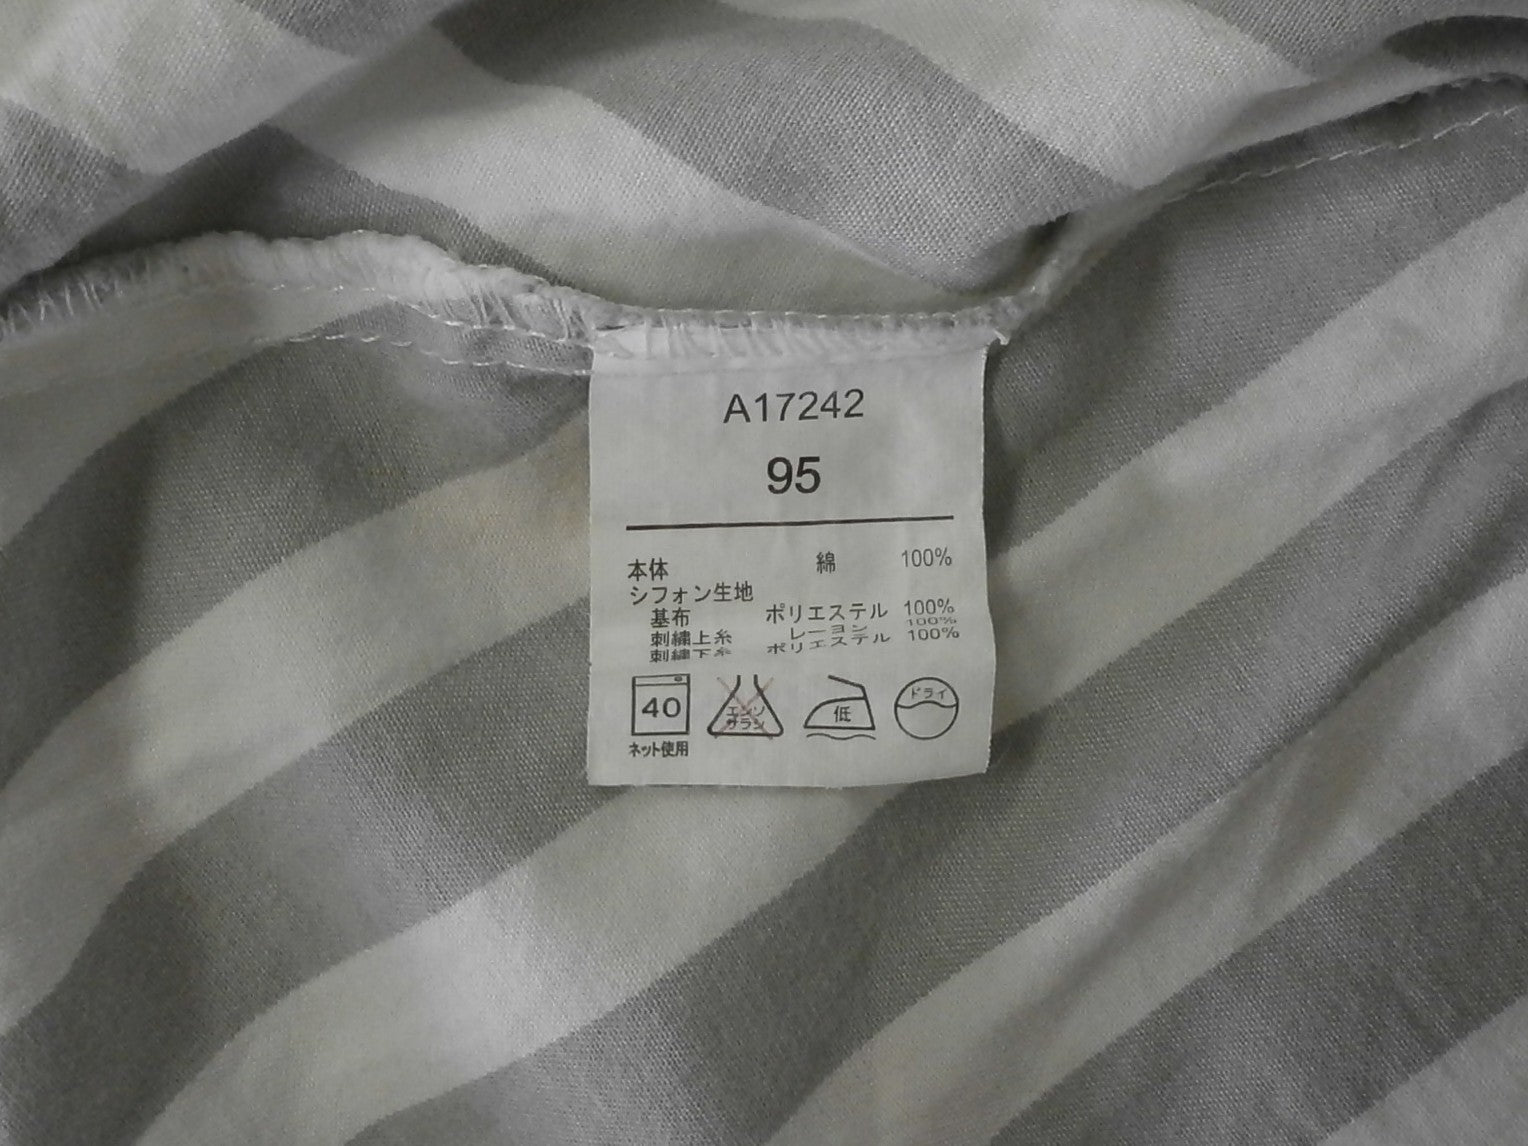 A17242
95
本体 綿 100%
シフォン生地
基布 ポリエステル 100%
刺繍上糸 レーヨン 100%
刺繍下糸 ポリエステル 100%
40 エンソ サラシ 低 ドライ
ネット使用